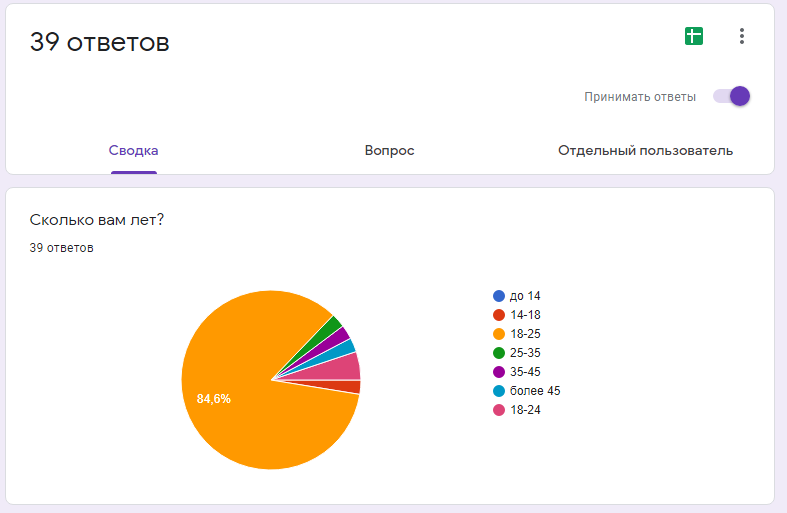 39 ответов
Принимать ответы
Сводка
Вопрос
Отдельный пользователь
Сколько вам лет?
39 ответов
84,6%
до 14
14-18
18-25
25-35
35-45
более 45
18-24